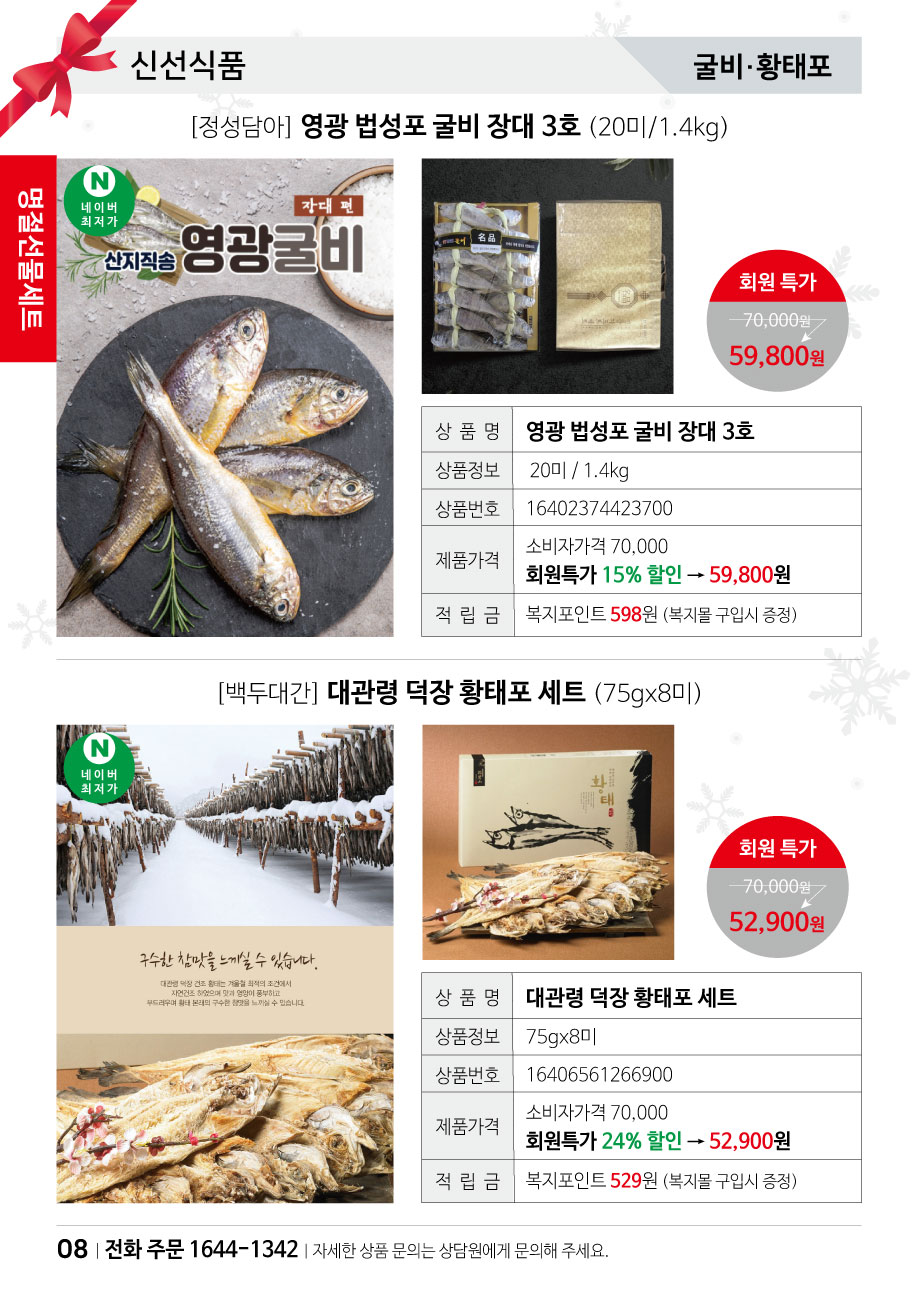 신선식품
굴비·황태포
명절선물세트
[정성담아] 영광 법성포 굴비 장대 3호 (20미/1.4kg)
N
네이버
최저가
장대 편
산지직송 영광굴비
名品
회원 특가
70,000원
59,800원
상 품 명 영광 법성포 굴비 장대 3호
상품정보 20미 / 1.4kg
상품번호 16402374423700
제품가격 소비자가격 70,000
회원특가 15% 할인 → 59,800원
적 립 금 복지포인트 598원 (복지몰 구입시 증정)
[백두대간] 대관령 덕장 황태포 세트 (75gx8미)
N
네이버
최저가
구수한 참맛을 느끼실 수 있습니다.
대관령 덕장 건조 황태는 겨울철 최적의 조건에서
자연건조 하였으며 맛과 영양이 풍부하고
부드러우며 황태 본래의 구수한 참맛을 느끼실 수 있습니다.
황태
회원 특가
70,000원
52,900원
상 품 명 대관령 덕장 황태포 세트
상품정보 75gx8미
상품번호 16406561266900
제품가격 소비자가격 70,000
회원특가 24% 할인 → 52,900원
적 립 금 복지포인트 529원 (복지몰 구입시 증정)
08 | 전화 주문 1644-1342 | 자세한 상품 문의는 상담원에게 문의해 주세요.